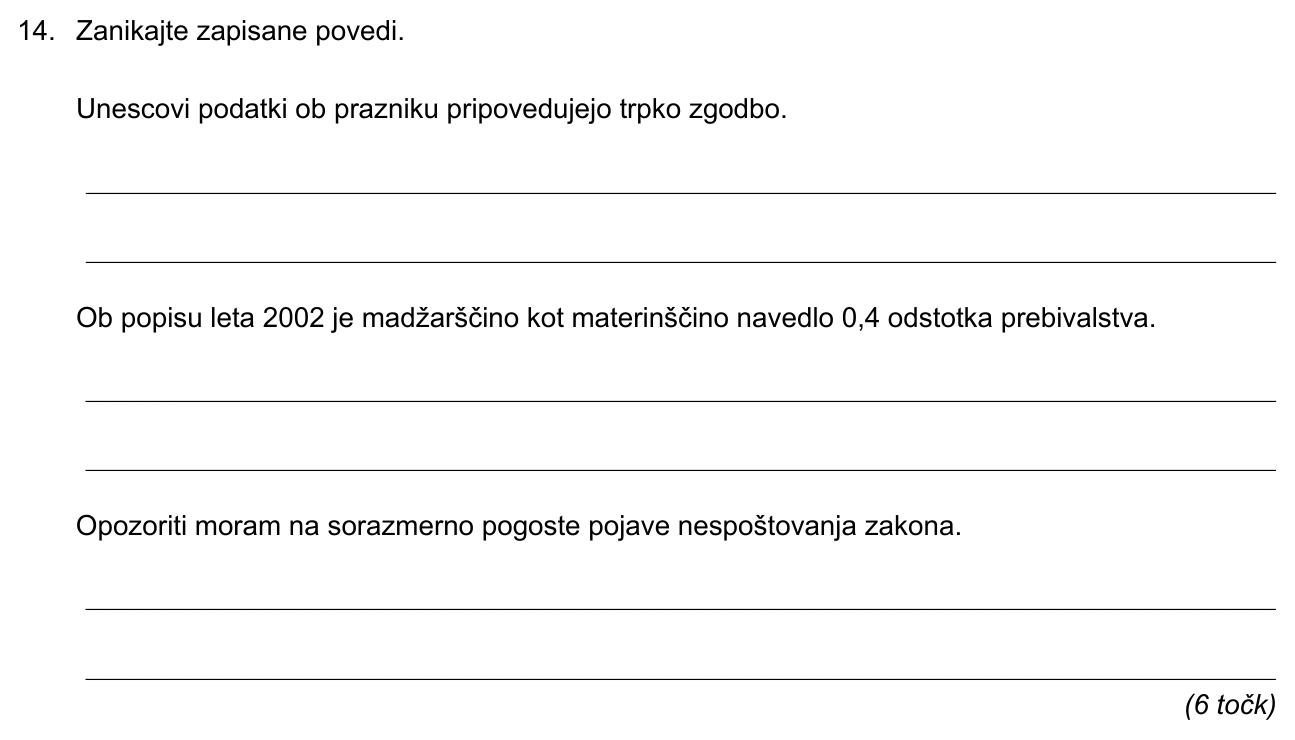 14. Zanikajte zapisane povedi.
Unescovi podatki ob prazniku pripovedujejo trpko zgodbo.
Ob popisu leta 2002 je madžarščino kot materinščino navedlo 0,4 odstotka prebivalstva.
Opozoriti moram na sorazmerno pogoste pojave nespoštovanja zakona.
(6 točk)